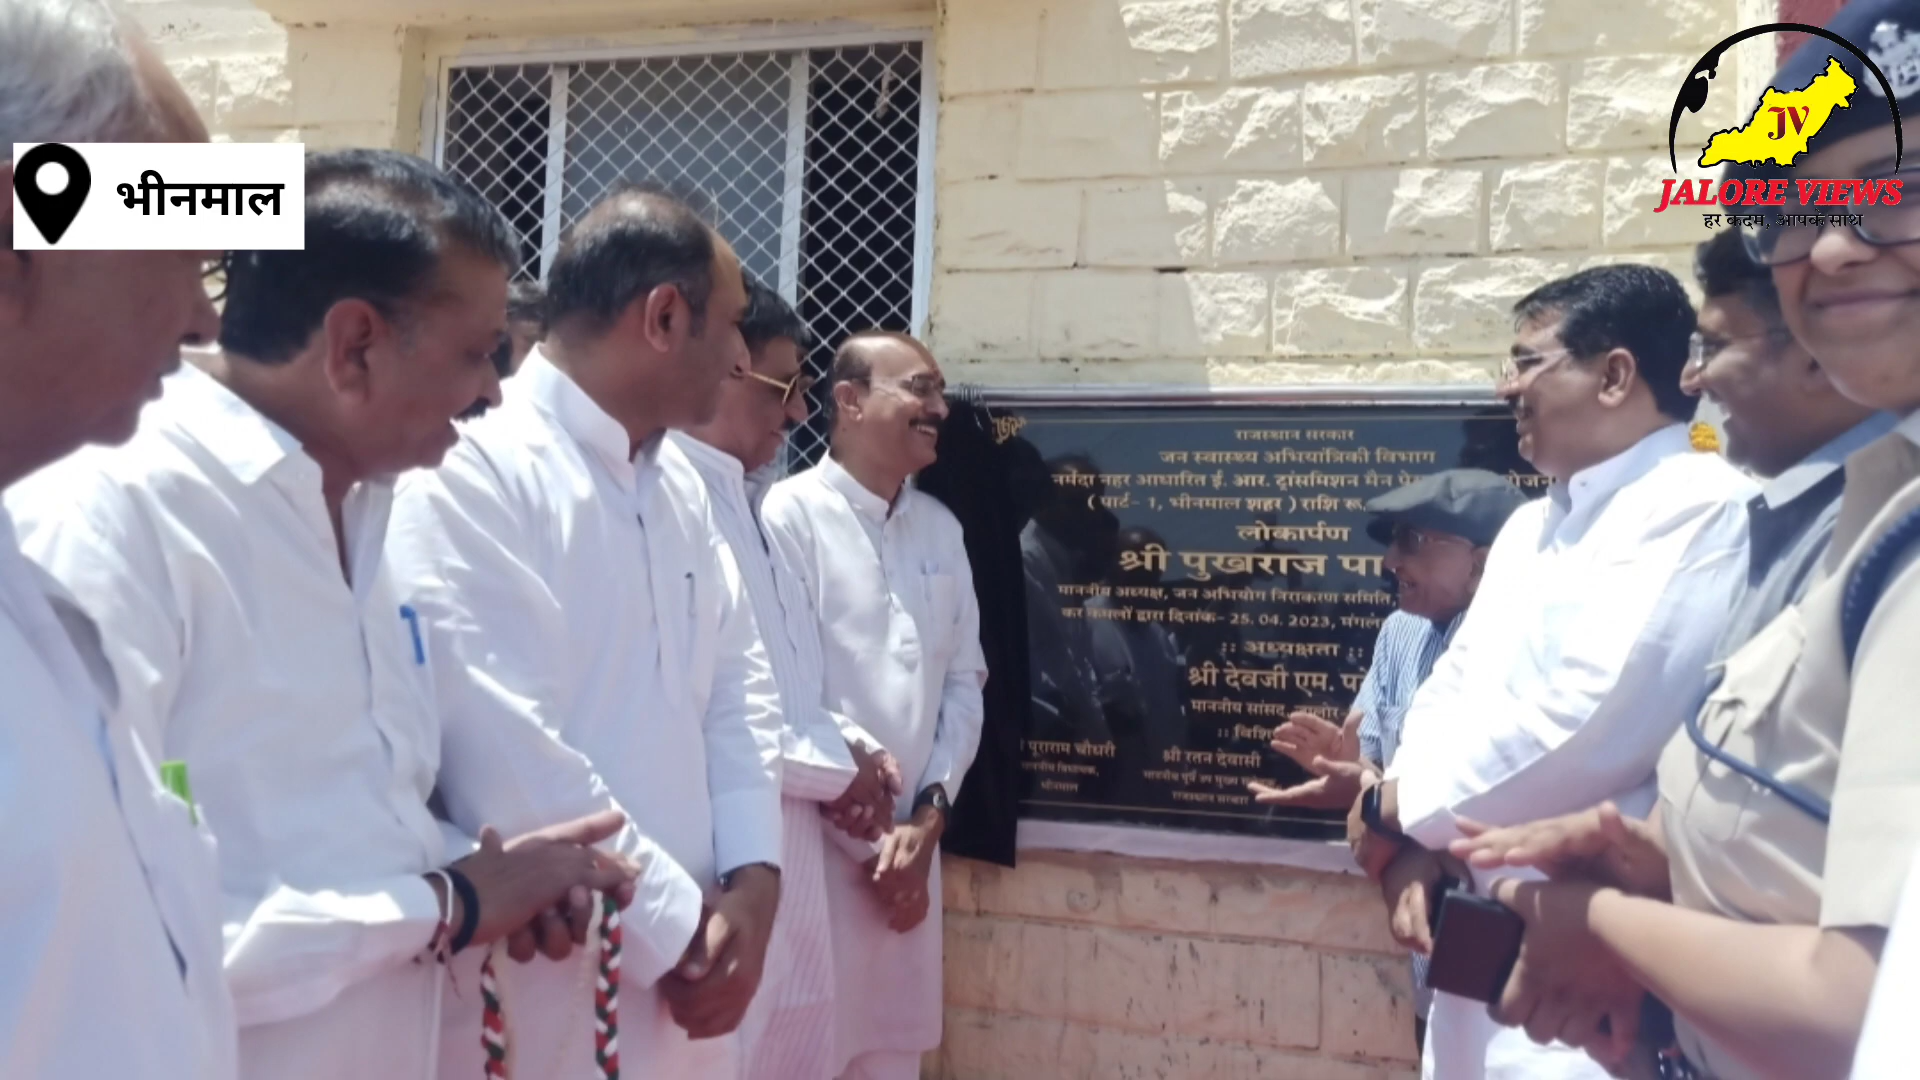 भीनमाल
JV
JALORE VIEWS
हर कदम, आपके साथ
राजस्थान सरकार
जन स्वास्थ्य अभियांत्रिकी विभाग
नर्मदा नहर आधारित ई. आर. ट्रांसमिशन मैन
( पार्ट- 1, भीनमाल शहर ) राशि रू.
लोकार्पण
श्री पुखराज पा
माननीय अध्यक्ष, जन अभियोग निराकरण समिति,
कर कमलों द्वारा दिनांक- 25. 04. 2023,
:: अध्यक्षता ::
श्री देवजी एम.
माननीय सांसद, जालोर-
:: विशि
पुराराम चौधरी श्री रतन देवासी
माननीय विधायक, माननीय पूर्व उप मुख्य
भीनमाल राजस्थान सरकार